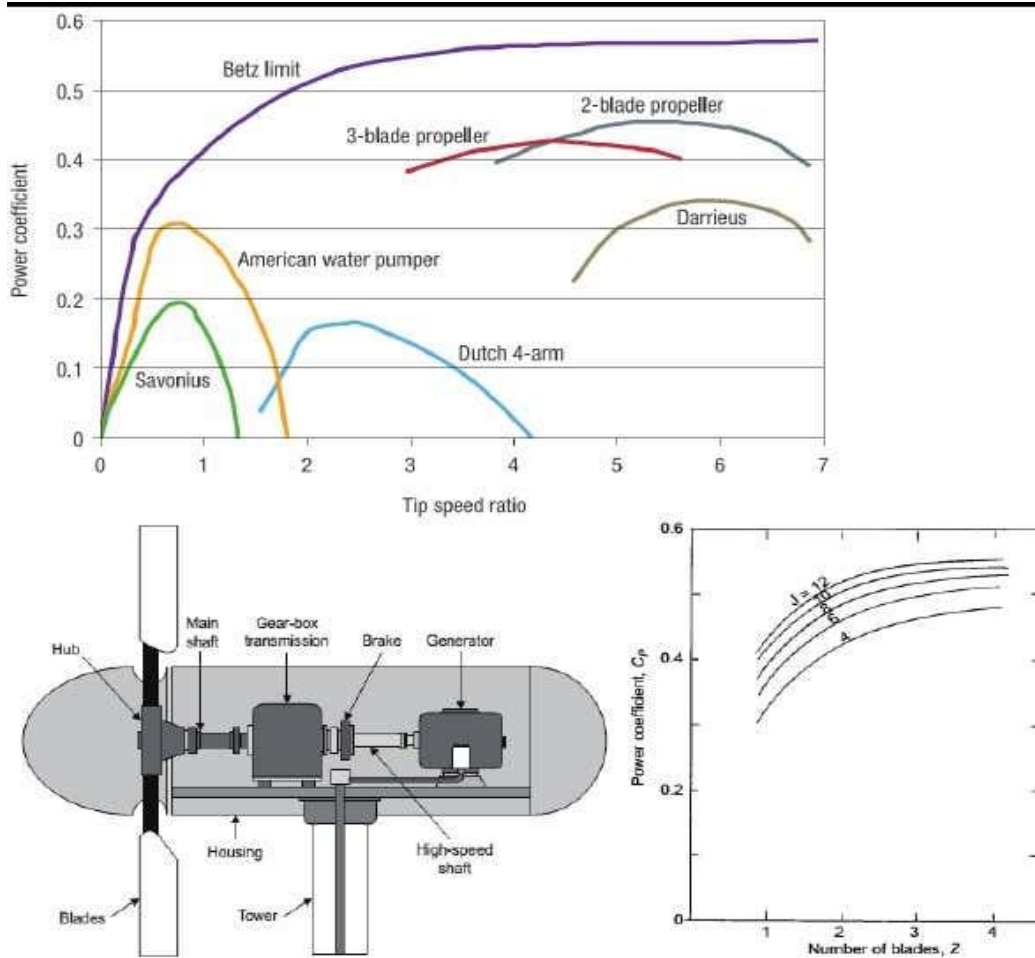 0.6
0.5
0.4
0.3
0.2
0.1
0
Power coefficient
Betz limit
2-blade propeller
3-blade propeller
Darrieus
American water pumper
Dutch 4-arm
Savonius
0 1 2 3 4 5 6 7
Tip speed ratio
Hub
Main
shaft
Gear-box
transmission
Brake
Generator
Housing
High-speed
shaft
Blades
Tower
0.6
0.4
0.2
0
Power coefficient, Cp
J = 12
4
1 2 3 4
Number of blades, Z